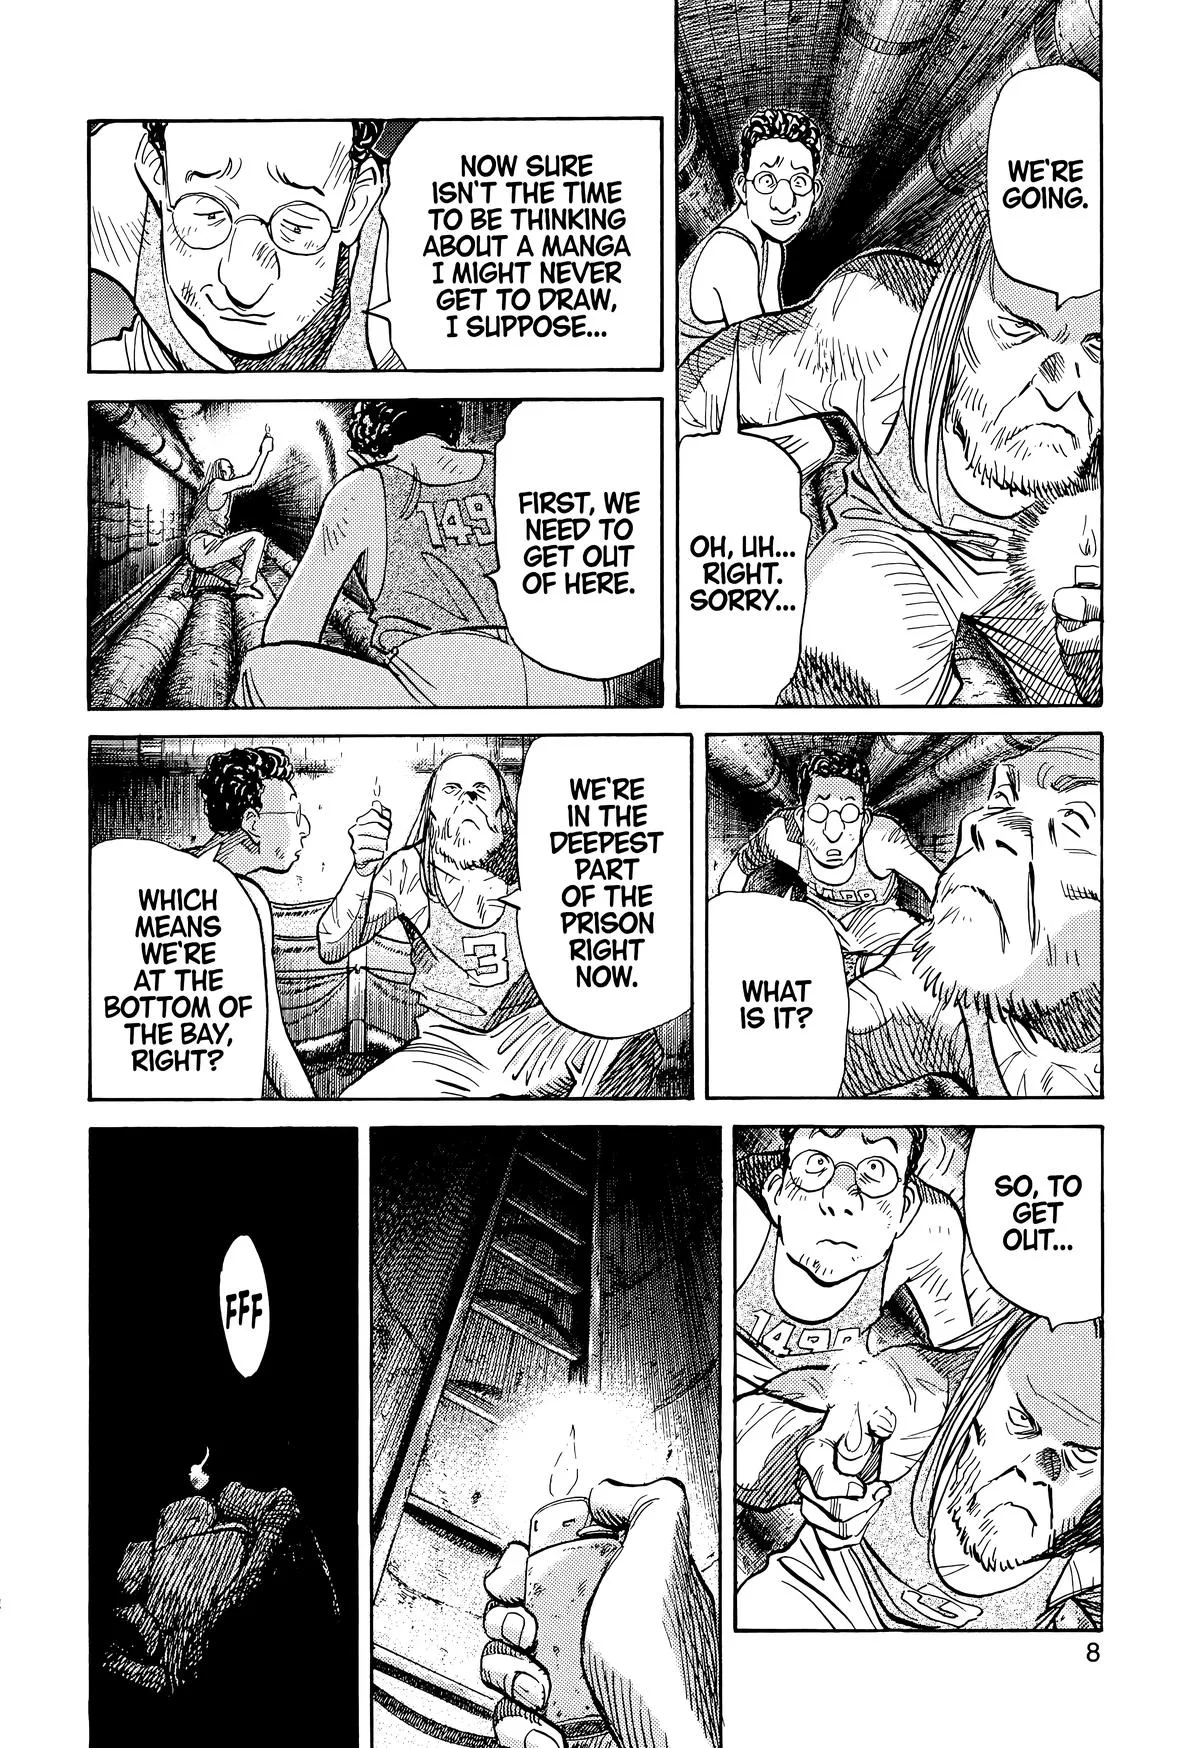 WE'RE
GOING.
OH, UH...
RIGHT.
SORRY...
NOW SURE
ISN'T THE TIME
TO BE THINKING
ABOUT A MANGA
I MIGHT NEVER
GET TO DRAW,
I SUPPOSE...
149
FIRST, WE
NEED TO
GET OUT
OF HERE.
WHAT
IS IT?
WE'RE
IN THE
DEEPEST
PART
OF THE
PRISON
RIGHT
NOW.
3
WHICH
MEANS
WE'RE
AT THE
BOTTOM OF
THE BAY,
RIGHT?
SO, TO
GET
OUT...
FFF
8